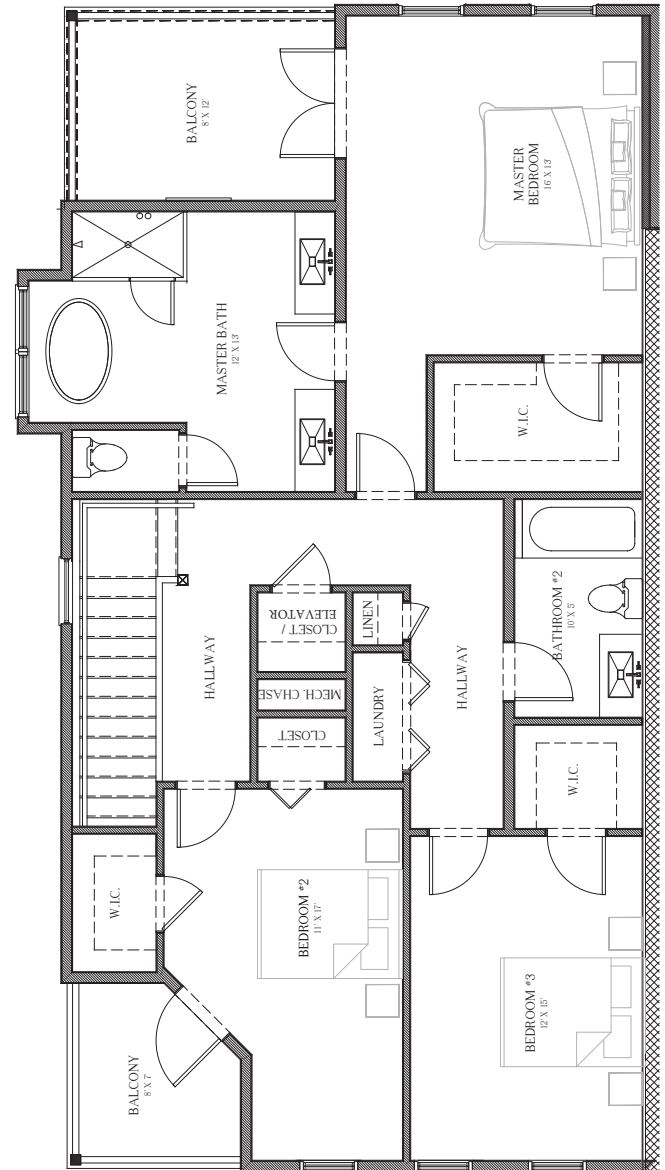 BALCONY
8' X 12'
MASTER
BEDROOM
16' X 13'
MASTER BATH
12' X 13'
W.I.C.
HALLWAY
CLOSET /
ELEVATOR
LINEN
MECH. CHASE
CLOSET
LAUNDRY
HALLWAY
BATHROOM #2
10' X 5'
W.I.C.
W.I.C.
BEDROOM #2
11' X 17'
BEDROOM #3
12' X 15'
BALCONY
8' X 7'